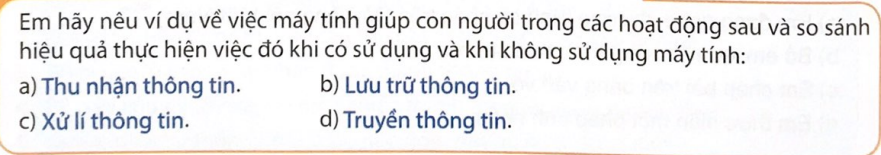 Em hãy nêu ví dụ về việc máy tính giúp con người trong các hoạt động sau và so sánh
hiệu quả thực hiện việc đó khi có sử dụng và khi không sử dụng máy tính:
a) Thu nhận thông tin. b) Lưu trữ thông tin.
c) Xử lí thông tin. d) Truyền thông tin.